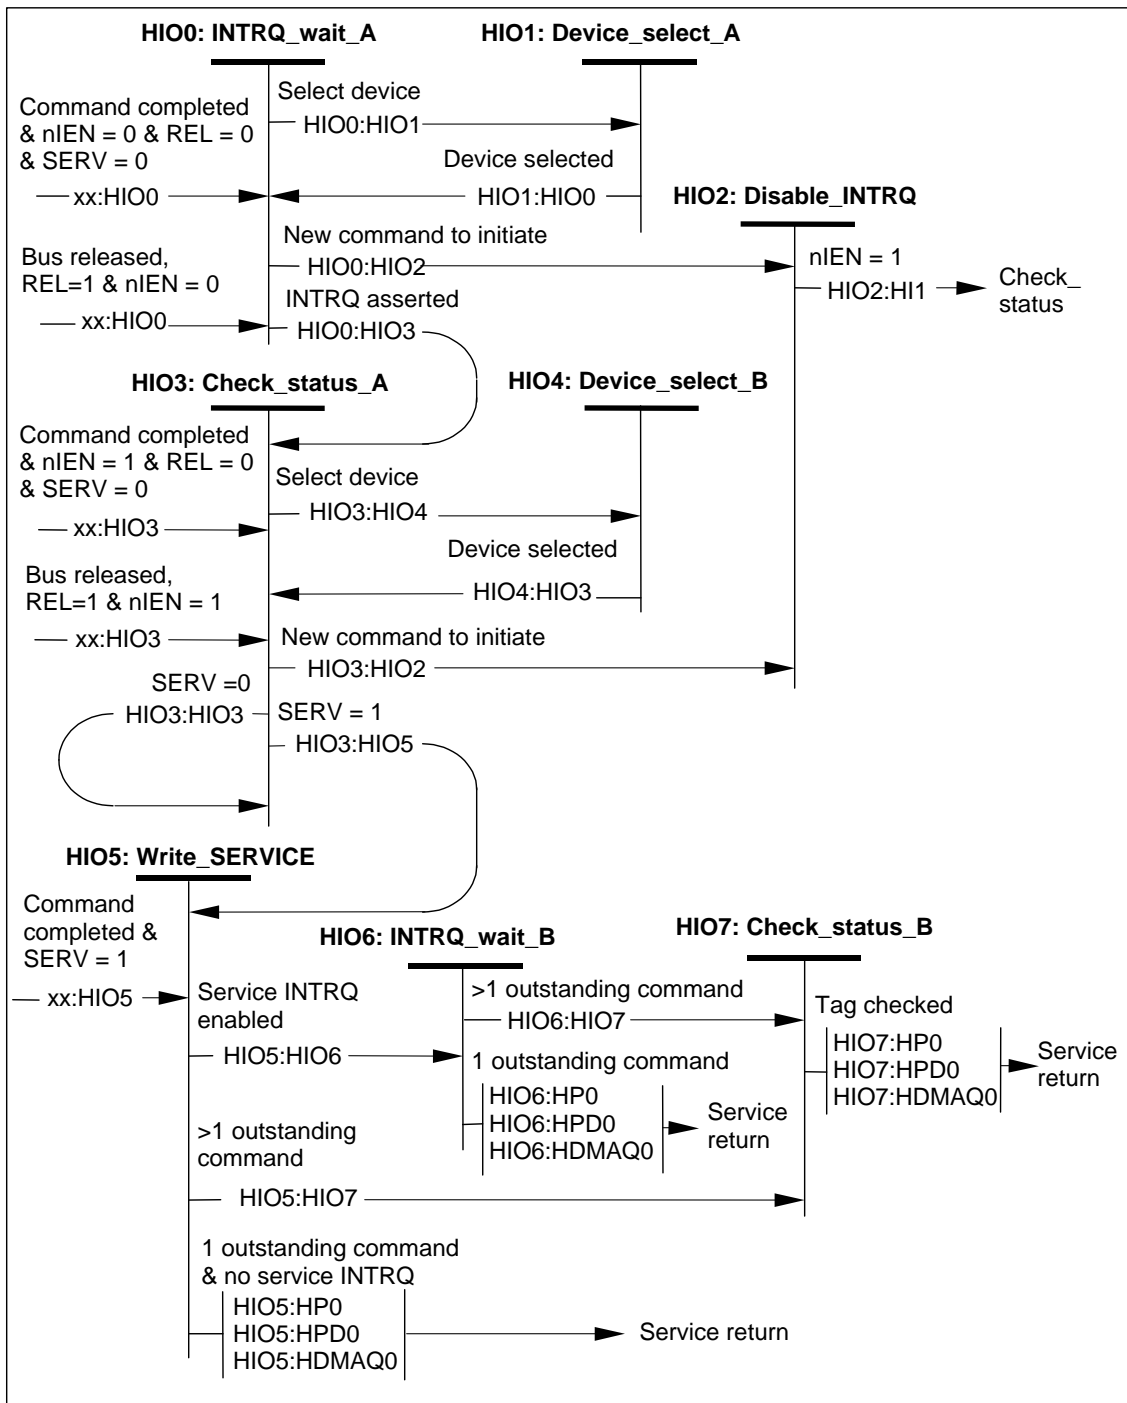 HIO0: INTRQ_wait_A
HIO1: Device_select_A
Select device
HIO0:HIO1
Command completed
& nIEN = 0 & REL = 0
& SERV = 0
xx:HIO0
Device selected
HIO1:HIO0
HIO2: Disable_INTRQ
New command to initiate
HIO0:HIO2
nIEN = 1
HIO2:HI1
Check_
status
Bus released,
REL=1 & nIEN = 0
xx:HIO0
INTRQ asserted
HIO0:HIO3
HIO3: Check_status_A
HIO4: Device_select_B
Command completed
& nIEN = 1 & REL = 0
& SERV = 0
xx:HIO3
Select device
HIO3:HIO4
Device selected
HIO4:HIO3
Bus released,
REL=1 & nIEN = 1
xx:HIO3
New command to initiate
HIO3:HIO2
SERV =0
HIO3:HIO3
SERV = 1
HIO3:HIO5
HIO5: Write_SERVICE
Command
completed &
SERV = 1
xx:HIO5
HIO6: INTRQ_wait_B
HIO7: Check_status_B
Service INTRQ
enabled
HIO5:HIO6
>1 outstanding command
HIO6:HIO7
1 outstanding command
HIO6:HP0
HIO6:HPD0
HIO6:HDMAQ0
Service
return
Tag checked
HIO7:HP0
HIO7:HPD0
HIO7:HDMAQ0
Service
return
>1 outstanding
command
HIO5:HIO7
1 outstanding command
& no service INTRQ
HIO5:HP0
HIO5:HPD0
HIO5:HDMAQ0
Service return